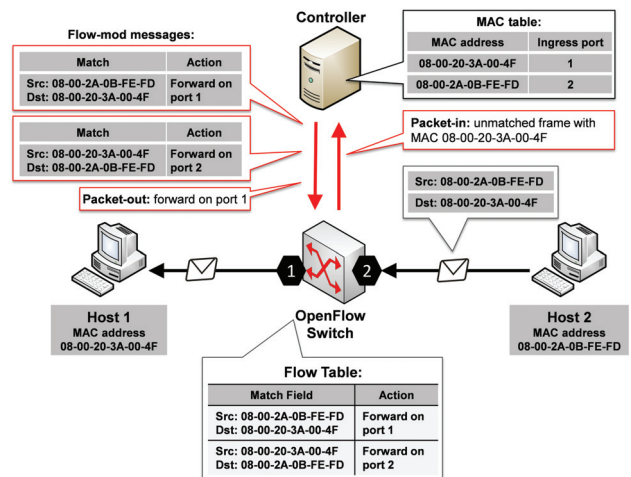 Controller
Flow-mod messages:
Match Action
Src: 08-00-2A-0B-FE-FD Forward on
Dst: 08-00-20-3A-00-4F port 1
Match Action
Src: 08-00-20-3A-00-4F Forward on
Dst: 08-00-2A-0B-FE-FD port 2
Packet-out: forward on port 1
MAC table:
MAC address Ingress port
08-00-20-3A-00-4F 1
08-00-2A-0B-FE-FD 2
Packet-in: unmatched frame with
MAC 08-00-20-3A-00-4F
Src: 08-00-2A-0B-FE-FD
Dst: 08-00-20-3A-00-4F
1
2
Host 1
MAC address
08-00-20-3A-00-4F
OpenFlow
Switch
Host 2
MAC address
08-00-2A-0B-FE-FD
Flow Table:
Match Field Action
Src: 08-00-2A-0B-FE-FD Forward on
Dst: 08-00-20-3A-00-4F port 1
Src: 08-00-20-3A-00-4F Forward on
Dst: 08-00-2A-0B-FE-FD port 2